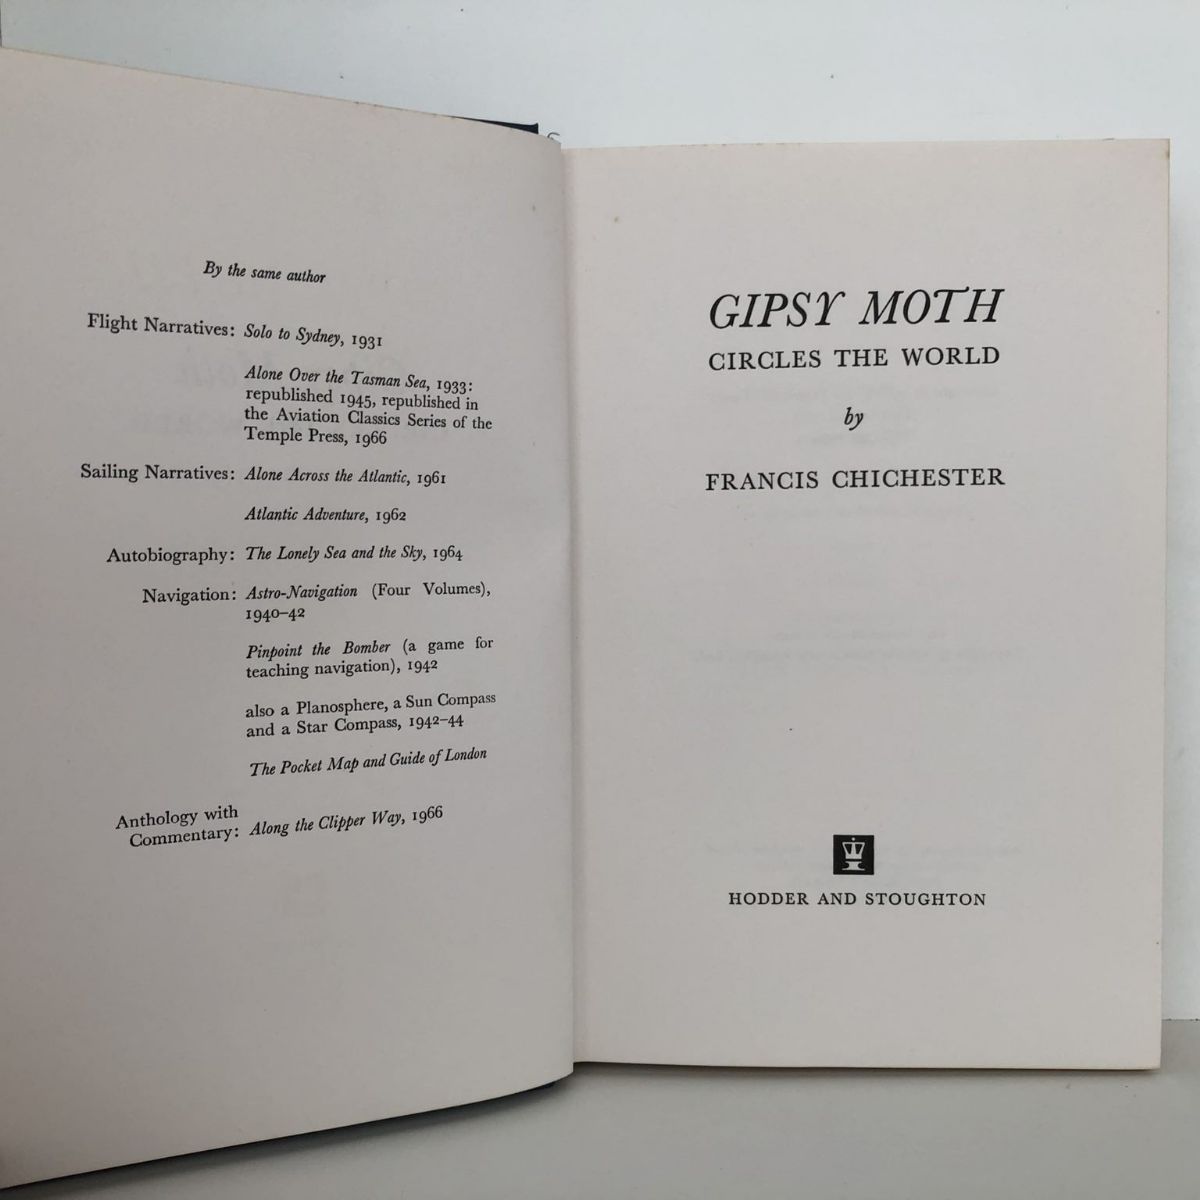 By the same author
Flight Narratives: Solo to Sydney, 1931
Alone Over the Tasman Sea, 1933:
republished 1945, republished in
the Aviation Classics Series of the
Temple Press, 1966
Sailing Narratives: Alone Across the Atlantic, 1961
Atlantic Adventure, 1962
Autobiography: The Lonely Sea and the Sky, 1964
Navigation: Astro-Navigation (Four Volumes),
1940–42
Pinpoint the Bomber (a game for
teaching navigation), 1942
also a Planosphere, a Sun Compass
and a Star Compass, 1942–44
The Pocket Map and Guide of London
Anthology with
Commentary: Along the Clipper Way, 1966
GIPSY MOTH
CIRCLES THE WORLD
by
FRANCIS CHICHESTER
HODDER AND STOUGHTON